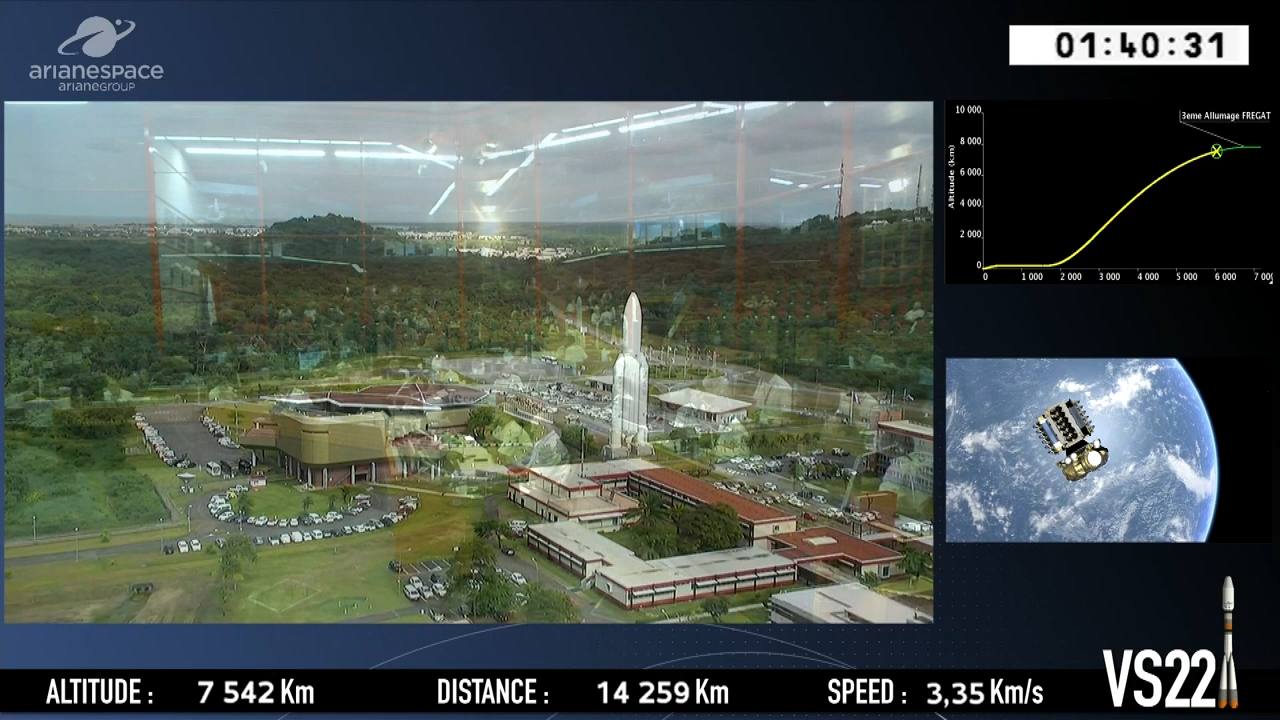 arianespace
arianeGROUP
01:40:31
10 000
8 000
6 000
4 000
2 000
0
Altitude (km)
3eme Allumage FREGAT
0
1 000
2 000
3 000
4 000
5 000
6 000
7 000
VS22
ALTITUDE : 7 542 Km
DISTANCE : 14 259 Km
SPEED : 3,35 Km/s